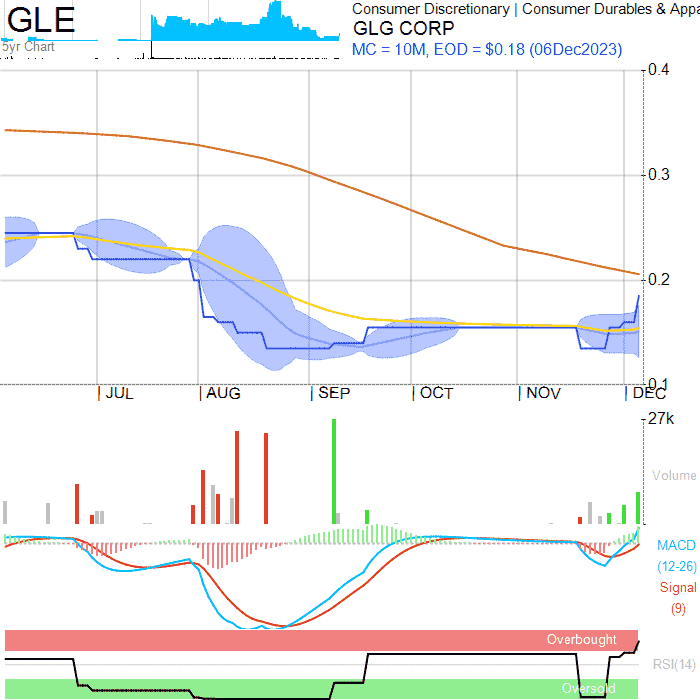 GLE
5yr Chart
Consumer Discretionary | Consumer Durables & Appa
GLG CORP
MC = 10M, EOD = $0.18 (06Dec2023)
0.4
0.3
0.2
0.1
| JUL | AUG | SEP | OCT | NOV | DEC
27k
Volume
MACD
(12-26)
Signal
(9)
Overbought
RSI(14)
Oversold